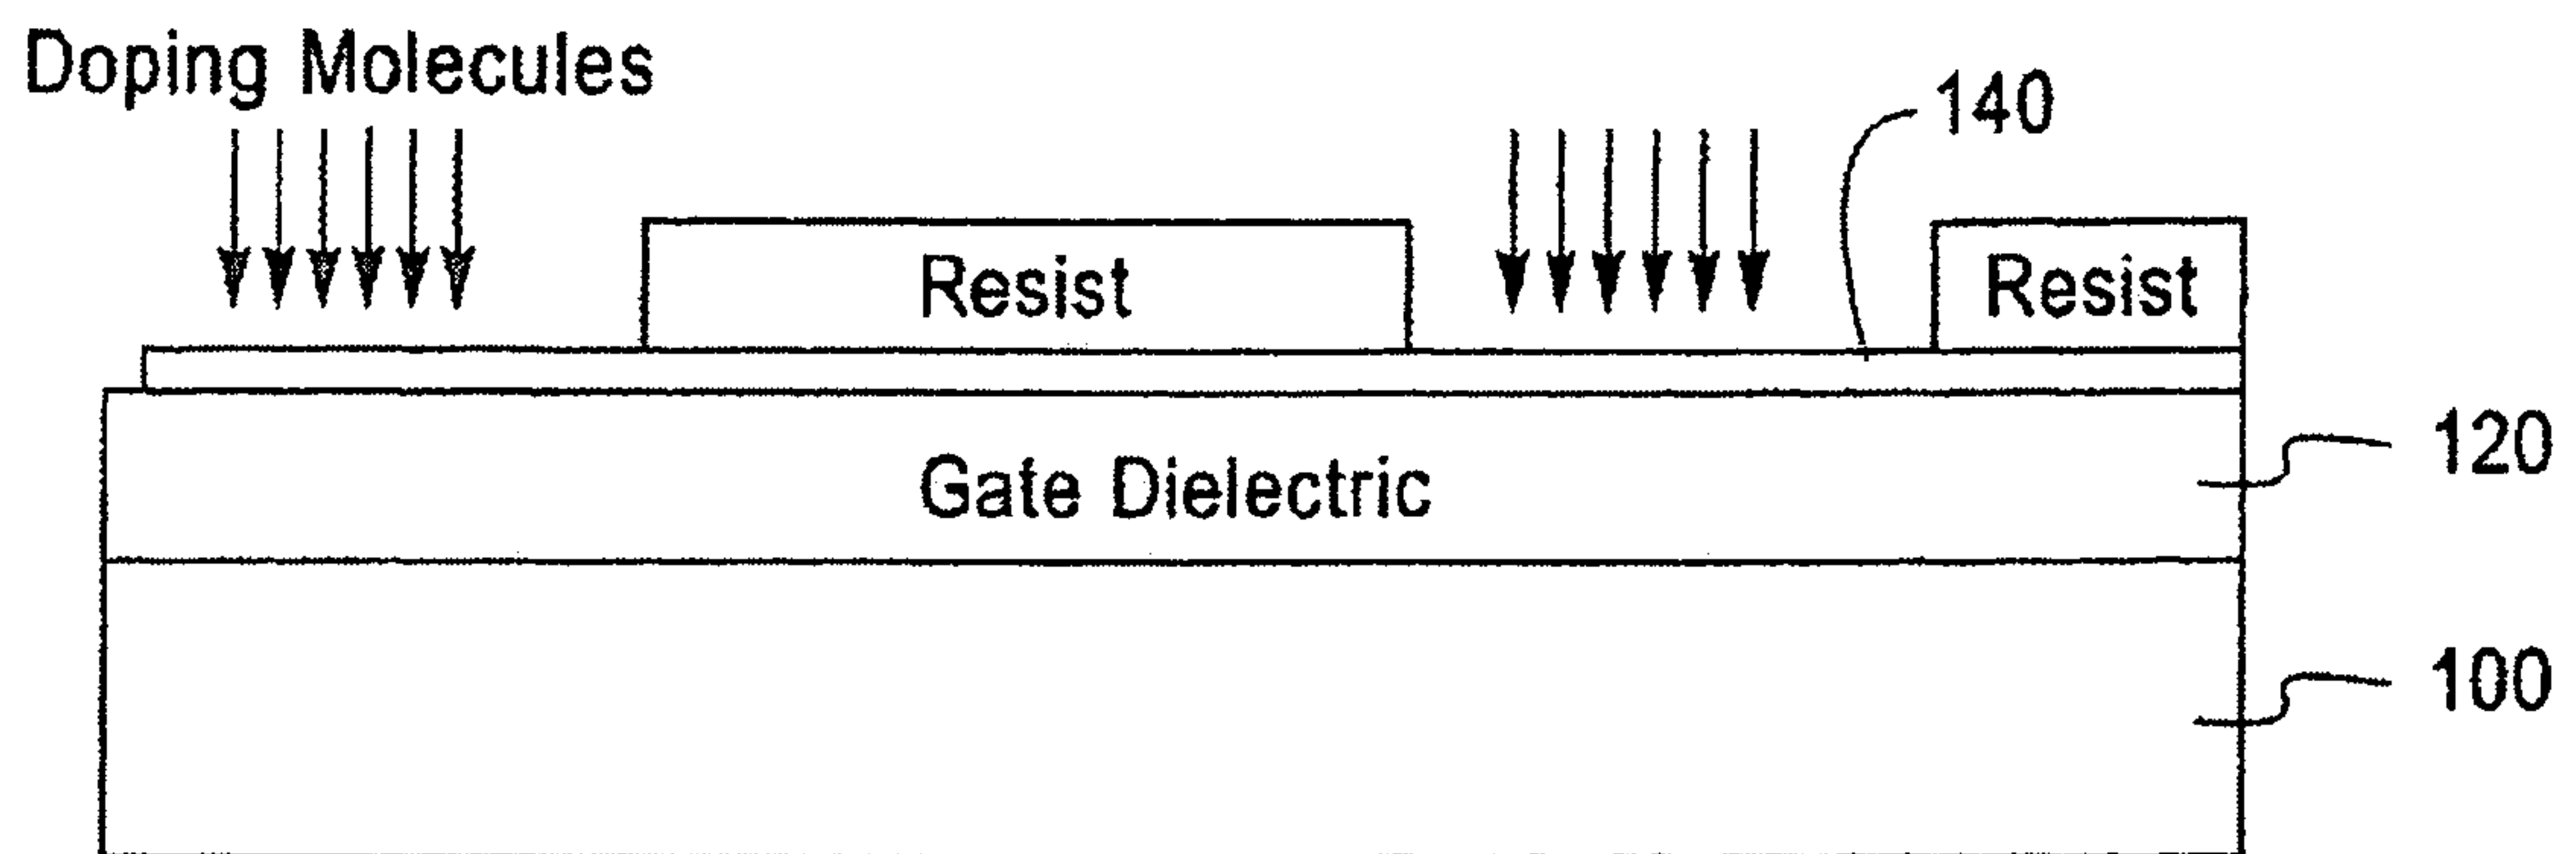 Doping Molecules
140
Resist
Resist
120
Gate Dielectric
100